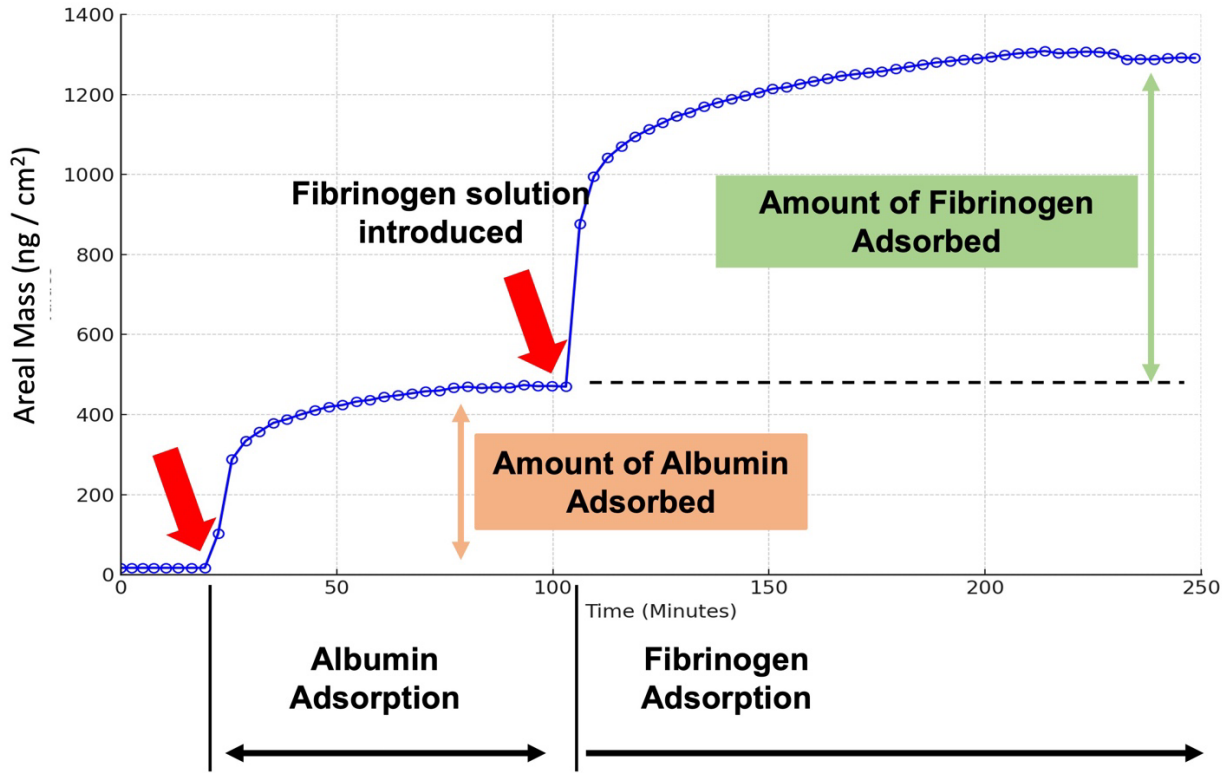 1400
1200
1000
800
600
400
200
0
Areal Mass (ng / cm²)
Fibrinogen solution
introduced
Amount of Fibrinogen
Adsorbed
Amount of Albumin
Adsorbed
0
50
100
150
200
250
Time (Minutes)
Albumin
Adsorption
Fibrinogen
Adsorption